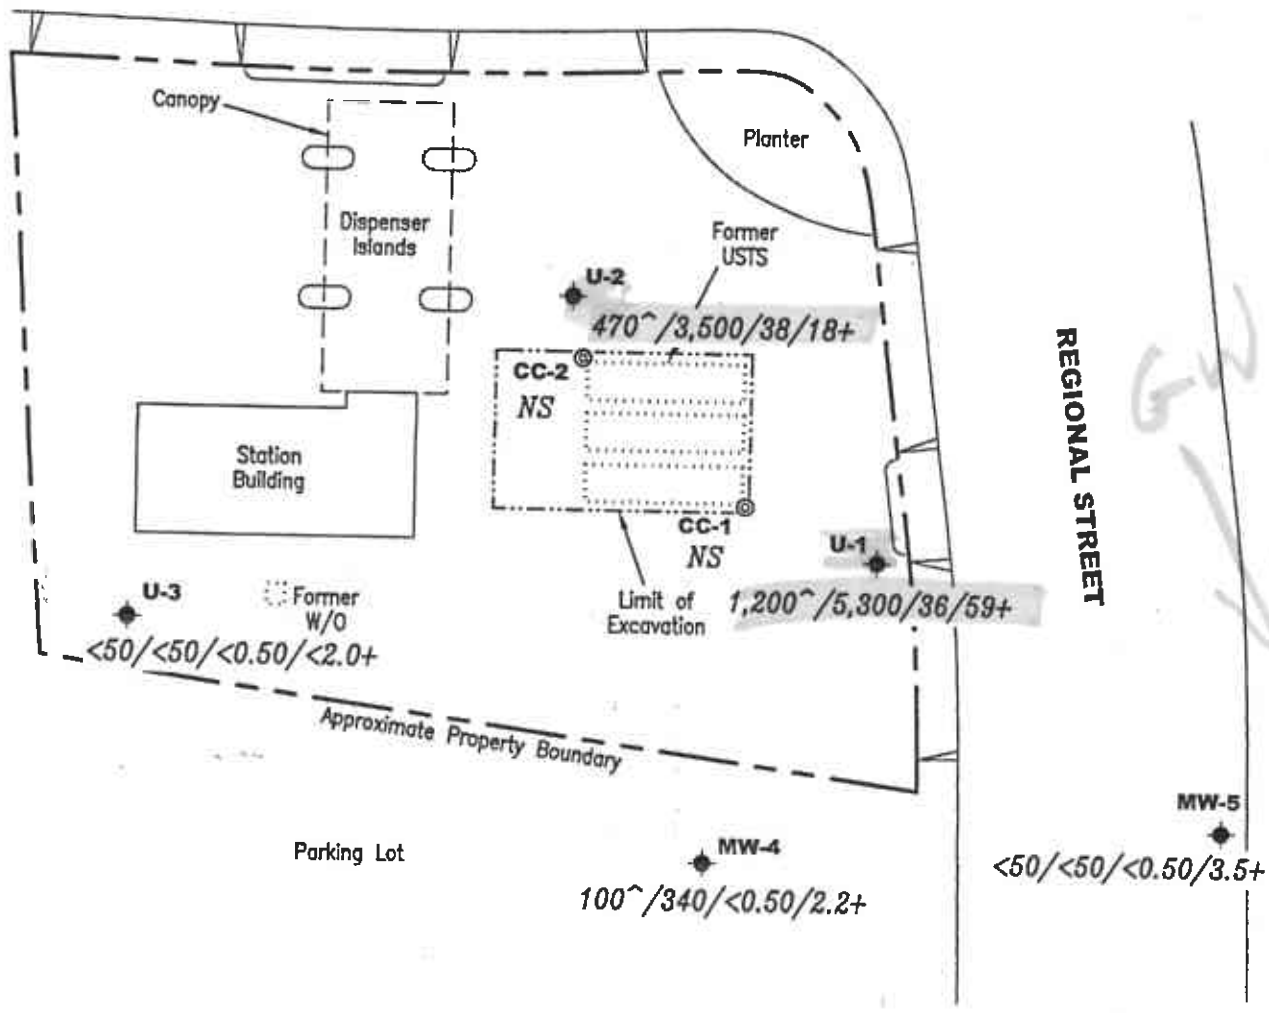 Canopy
Planter
Dispenser
Islands
Former
USTS
U-2
470^/3,500/38/18+
CC-2
NS
Station
Building
REGIONAL STREET
GW
CC-1
NS
U-1
1,200^/5,300/36/59+
Limit of
Excavation
U-3
Former
W/O
<50/<50/<0.50/<2.0+
Approximate Property Boundary
Parking Lot
MW-4
100^/340/<0.50/2.2+
MW-5
<50/<50/<0.50/3.5+